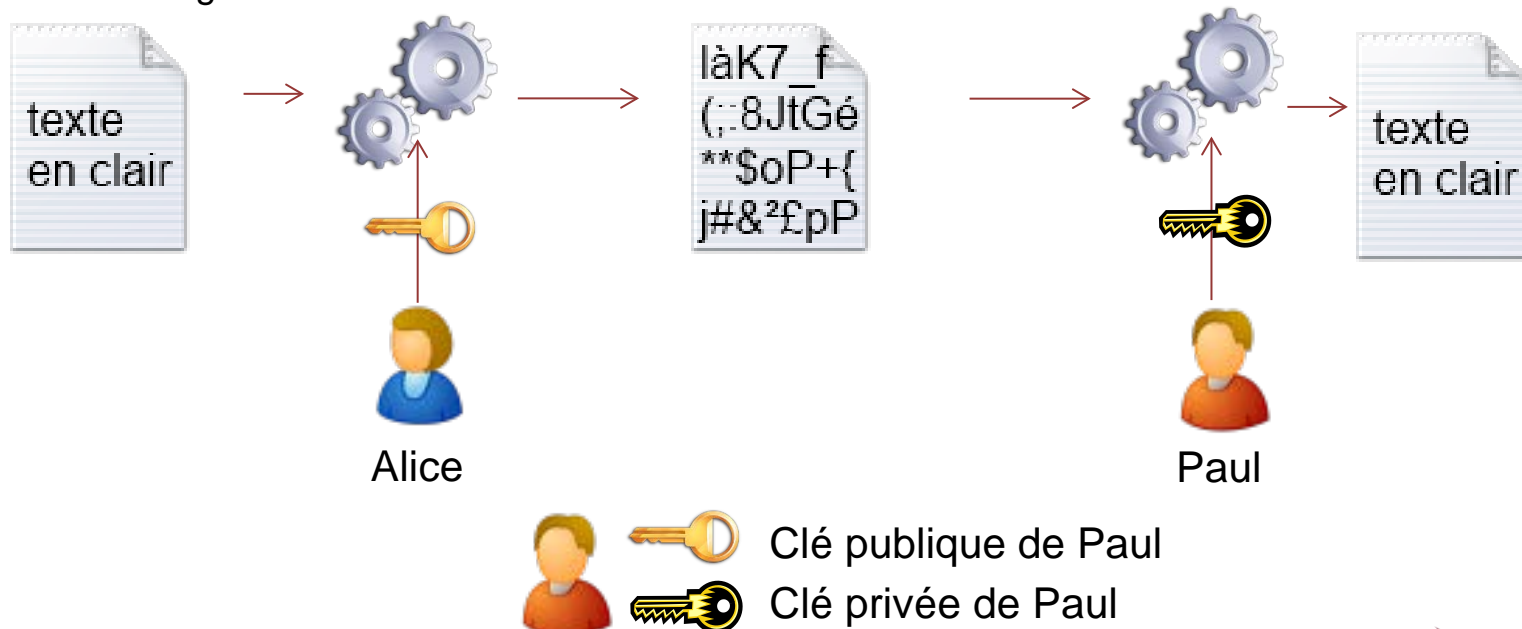 texte
en clair
làK7_f
(;:8JtGé
**$oP+{
j#&²£pP
texte
en clair
Alice
Paul
Clé publique de Paul
Clé privée de Paul